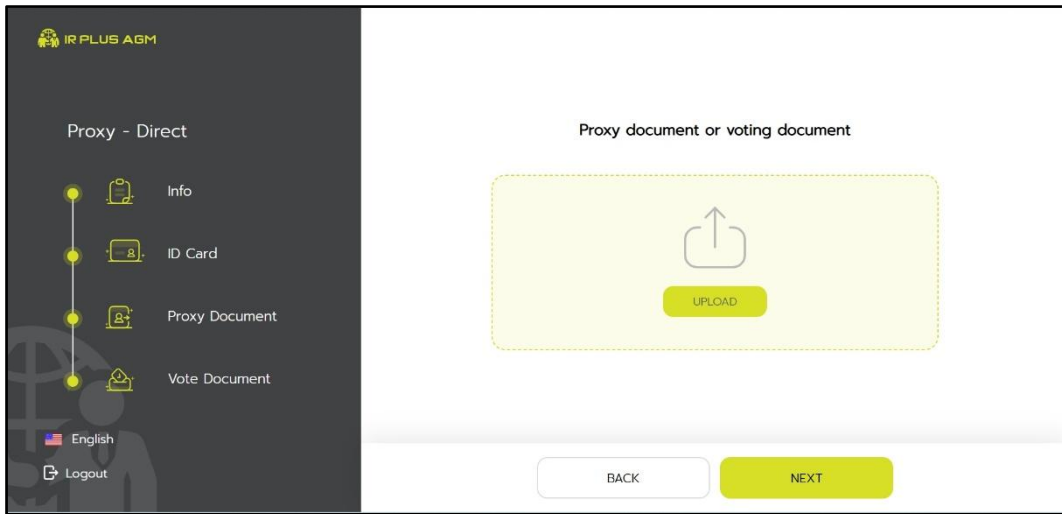 IR PLUS AGM
Proxy - Direct
Info
ID Card
Proxy Document
Vote Document
English
Logout
Proxy document or voting document
UPLOAD
BACK
NEXT